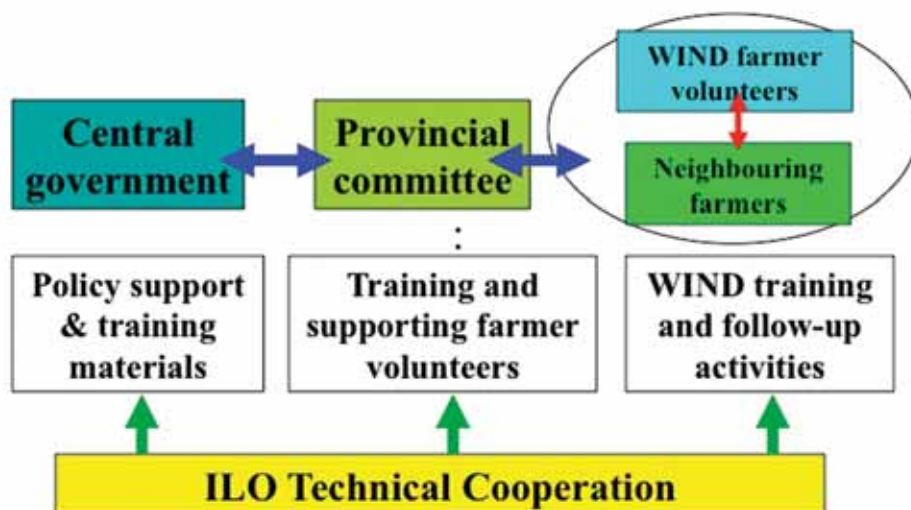 Central
government
Provincial
committee
WIND farmer
volunteers
Neighbouring
farmers
:
Policy support
& training
materials
Training and
supporting farmer
volunteers
WIND training
and follow-up
activities
ILO Technical Cooperation